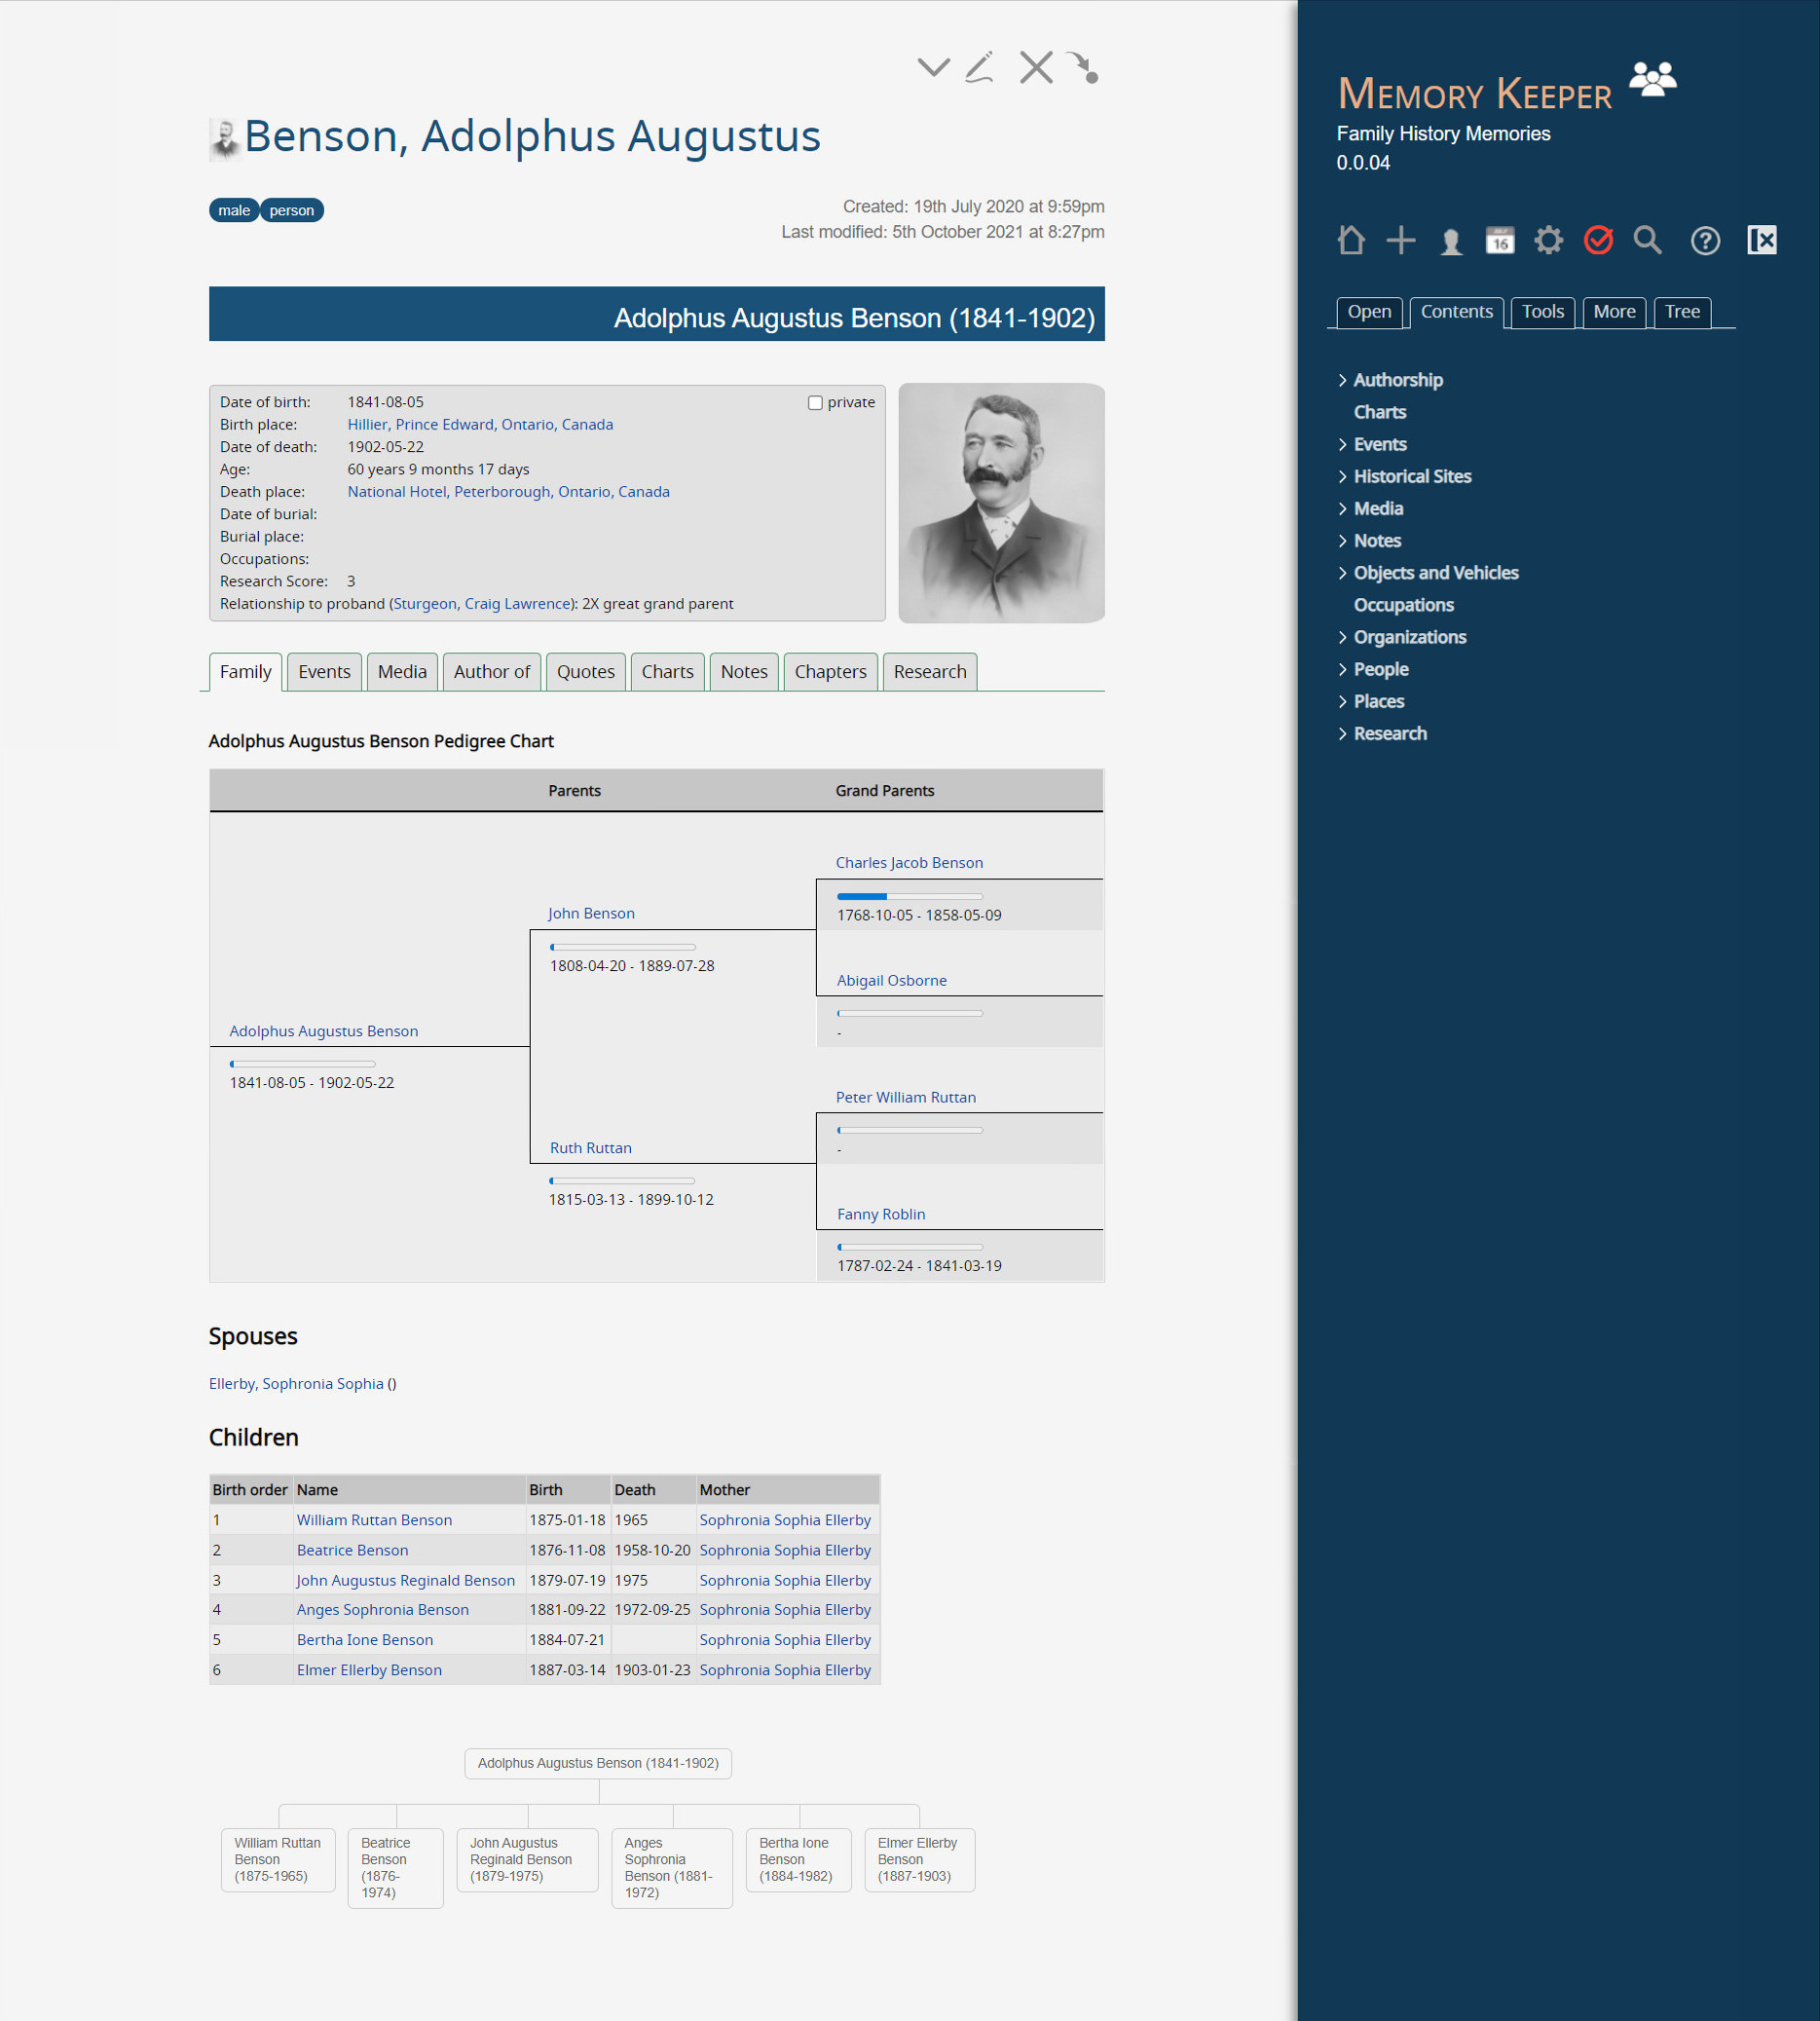 Benson, Adolphus Augustus
male person
Created: 19th July 2020 at 9:59pm
Last modified: 5th October 2021 at 8:27pm
Adolphus Augustus Benson (1841-1902)
Date of birth: 1841-08-05 private
Birth place: Hillier, Prince Edward, Ontario, Canada
Date of death: 1902-05-22
Age: 60 years 9 months 17 days
Death place: National Hotel, Peterborough, Ontario, Canada
Date of burial:
Burial place:
Occupations:
Research Score: 3
Relationship to proband (Sturgeon, Craig Lawrence): 2X great grand parent
Family Events Media Author of Quotes Charts Notes Chapters Research
Adolphus Augustus Benson Pedigree Chart
Parents Grand Parents
Charles Jacob Benson
1768-10-05 - 1858-05-09
John Benson
1808-04-20 - 1889-07-28
Abigail Osborne
-
Adolphus Augustus Benson
1841-08-05 - 1902-05-22
Peter William Ruttan
-
Ruth Ruttan
1815-03-13 - 1899-10-12
Fanny Roblin
1787-02-24 - 1841-03-19
Spouses
Ellerby, Sophronia Sophia ()
Children
Birth order Name Birth Death Mother
1 William Ruttan Benson 1875-01-18 1965 Sophronia Sophia Ellerby
2 Beatrice Benson 1876-11-08 1958-10-20 Sophronia Sophia Ellerby
3 John Augustus Reginald Benson 1879-07-19 1975 Sophronia Sophia Ellerby
4 Anges Sophronia Benson 1881-09-22 1972-09-25 Sophronia Sophia Ellerby
5 Bertha Ione Benson 1884-07-21 Sophronia Sophia Ellerby
6 Elmer Ellerby Benson 1887-03-14 1903-01-23 Sophronia Sophia Ellerby
Adolphus Augustus Benson (1841-1902)
William Ruttan
Benson
(1875-1965)
Beatrice
Benson
(1876-
1974)
John Augustus
Reginald Benson
(1879-1975)
Anges
Sophronia
Benson (1881-
1972)
Bertha Ione
Benson
(1884-1982)
Elmer Ellerby
Benson
(1887-1903)
Memory Keeper
Family History Memories
0.0.04
16
Open Contents Tools More Tree
Authorship
Charts
Events
Historical Sites
Media
Notes
Objects and Vehicles
Occupations
Organizations
People
Places
Research